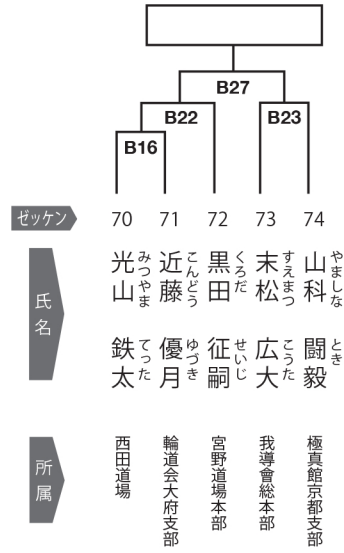 B27
B22
B23
B16
ゼッケン
70
71
72
73
74
氏名
光山 鉄太
みつやま てった
近藤 優月
こんどう ゆづき
黒田 征嗣
くろだ せいじ
末松 広大
すえまつ こうた
山科 闘毅
やましな とき
所属
西田道場
輪道会大府支部
宮野道場本部
我導會総本部
極真館京都支部